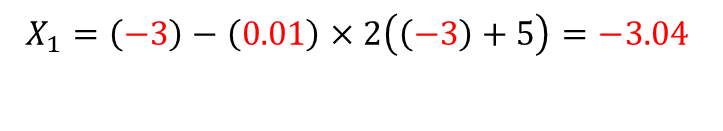 X₁ = (−3) − (0.01) × 2((−3) + 5) = −3.04